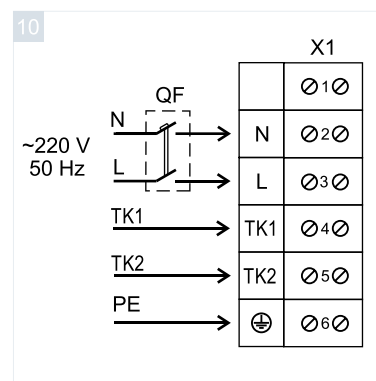 10
X1
QF
~220 V
50 Hz
N
L
TK1
TK2
PE
1
N 2
L 3
TK1 4
TK2 5
6